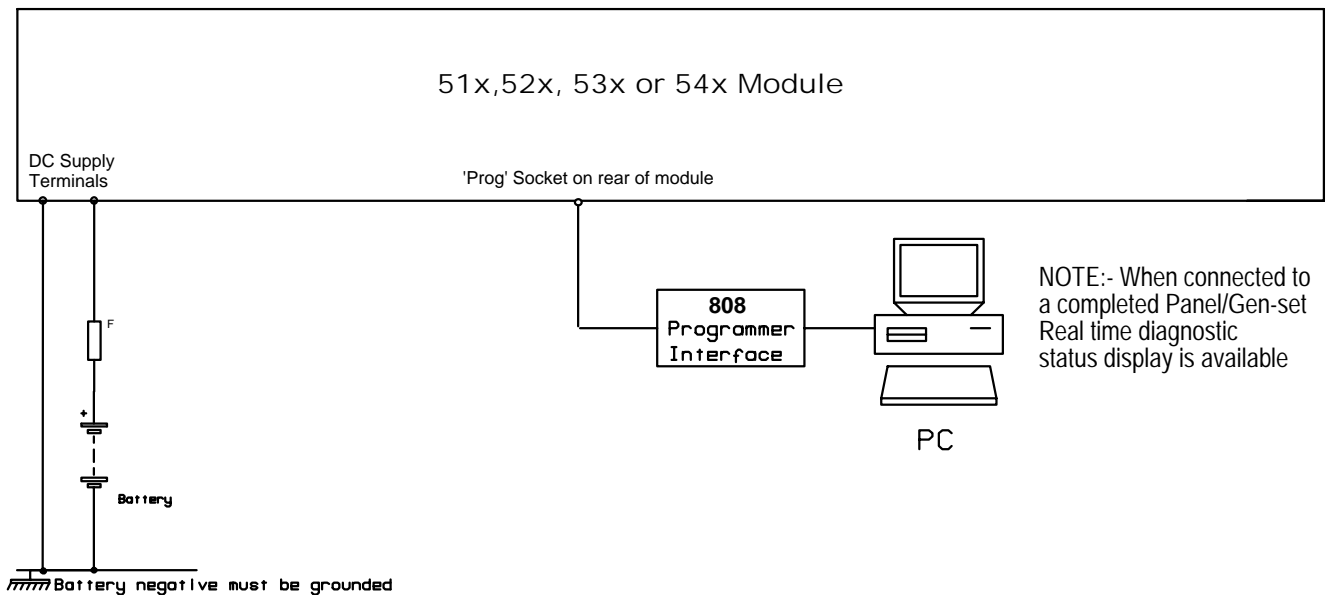 51x,52x, 53x or 54x Module
DC Supply
Terminals
'Prog' Socket on rear of module
F
+
Battery
Battery negative must be grounded
808
Programmer
Interface
PC
NOTE:- When connected to
a completed Panel/Gen-set
Real time diagnostic
status display is available